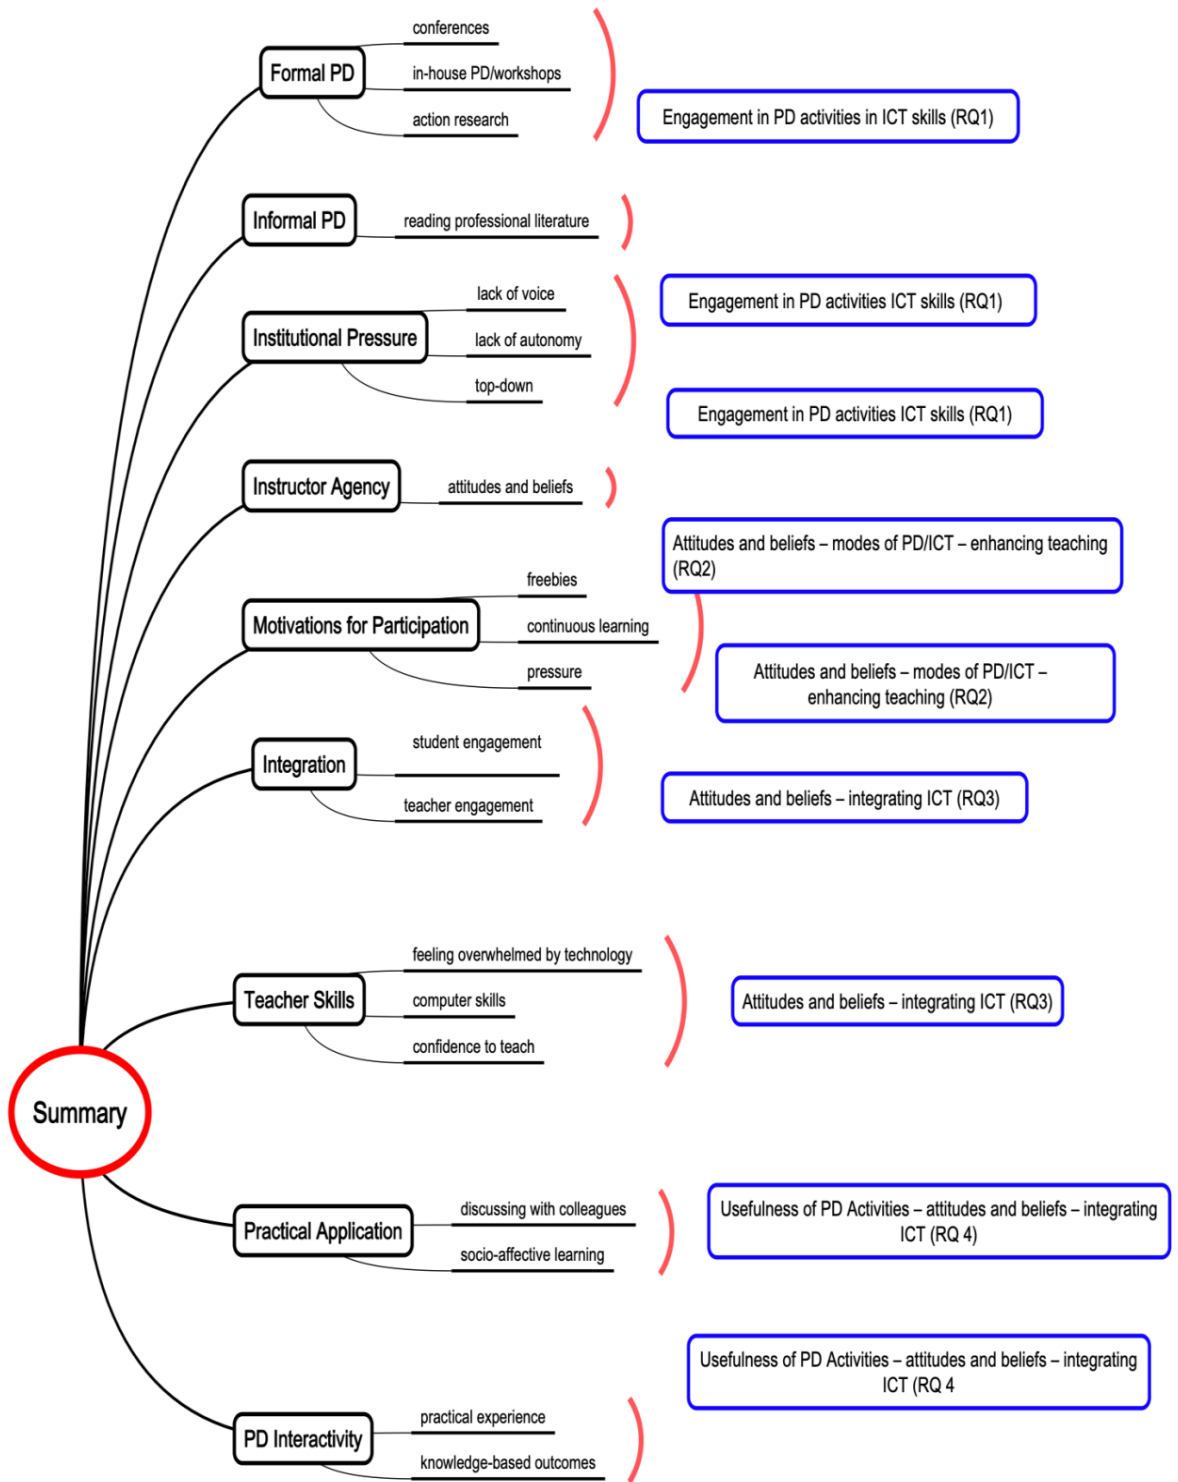 conferences
Formal PD
in-house PD/workshops
action research
Engagement in PD activities in ICT skills (RQ1)
Informal PD
reading professional literature
Engagement in PD activities ICT skills (RQ1)
lack of voice
Institutional Pressure
lack of autonomy
top-down
Engagement in PD activities ICT skills (RQ1)
Instructor Agency
attitudes and beliefs
Attitudes and beliefs – modes of PD/ICT – enhancing teaching
(RQ2)
freebies
Motivations for Participation
continuous learning
pressure
Attitudes and beliefs – modes of PD/ICT –
enhancing teaching (RQ2)
student engagement
Integration
teacher engagement
Attitudes and beliefs – integrating ICT (RQ3)
feeling overwhelmed by technology
Teacher Skills
computer skills
confidence to teach
Attitudes and beliefs – integrating ICT (RQ3)
Summary
discussing with colleagues
Practical Application
socio-affective learning
Usefulness of PD Activities – attitudes and beliefs – integrating
ICT (RQ 4)
Usefulness of PD Activities – attitudes and beliefs – integrating
ICT (RQ 4
practical experience
PD Interactivity
knowledge-based outcomes